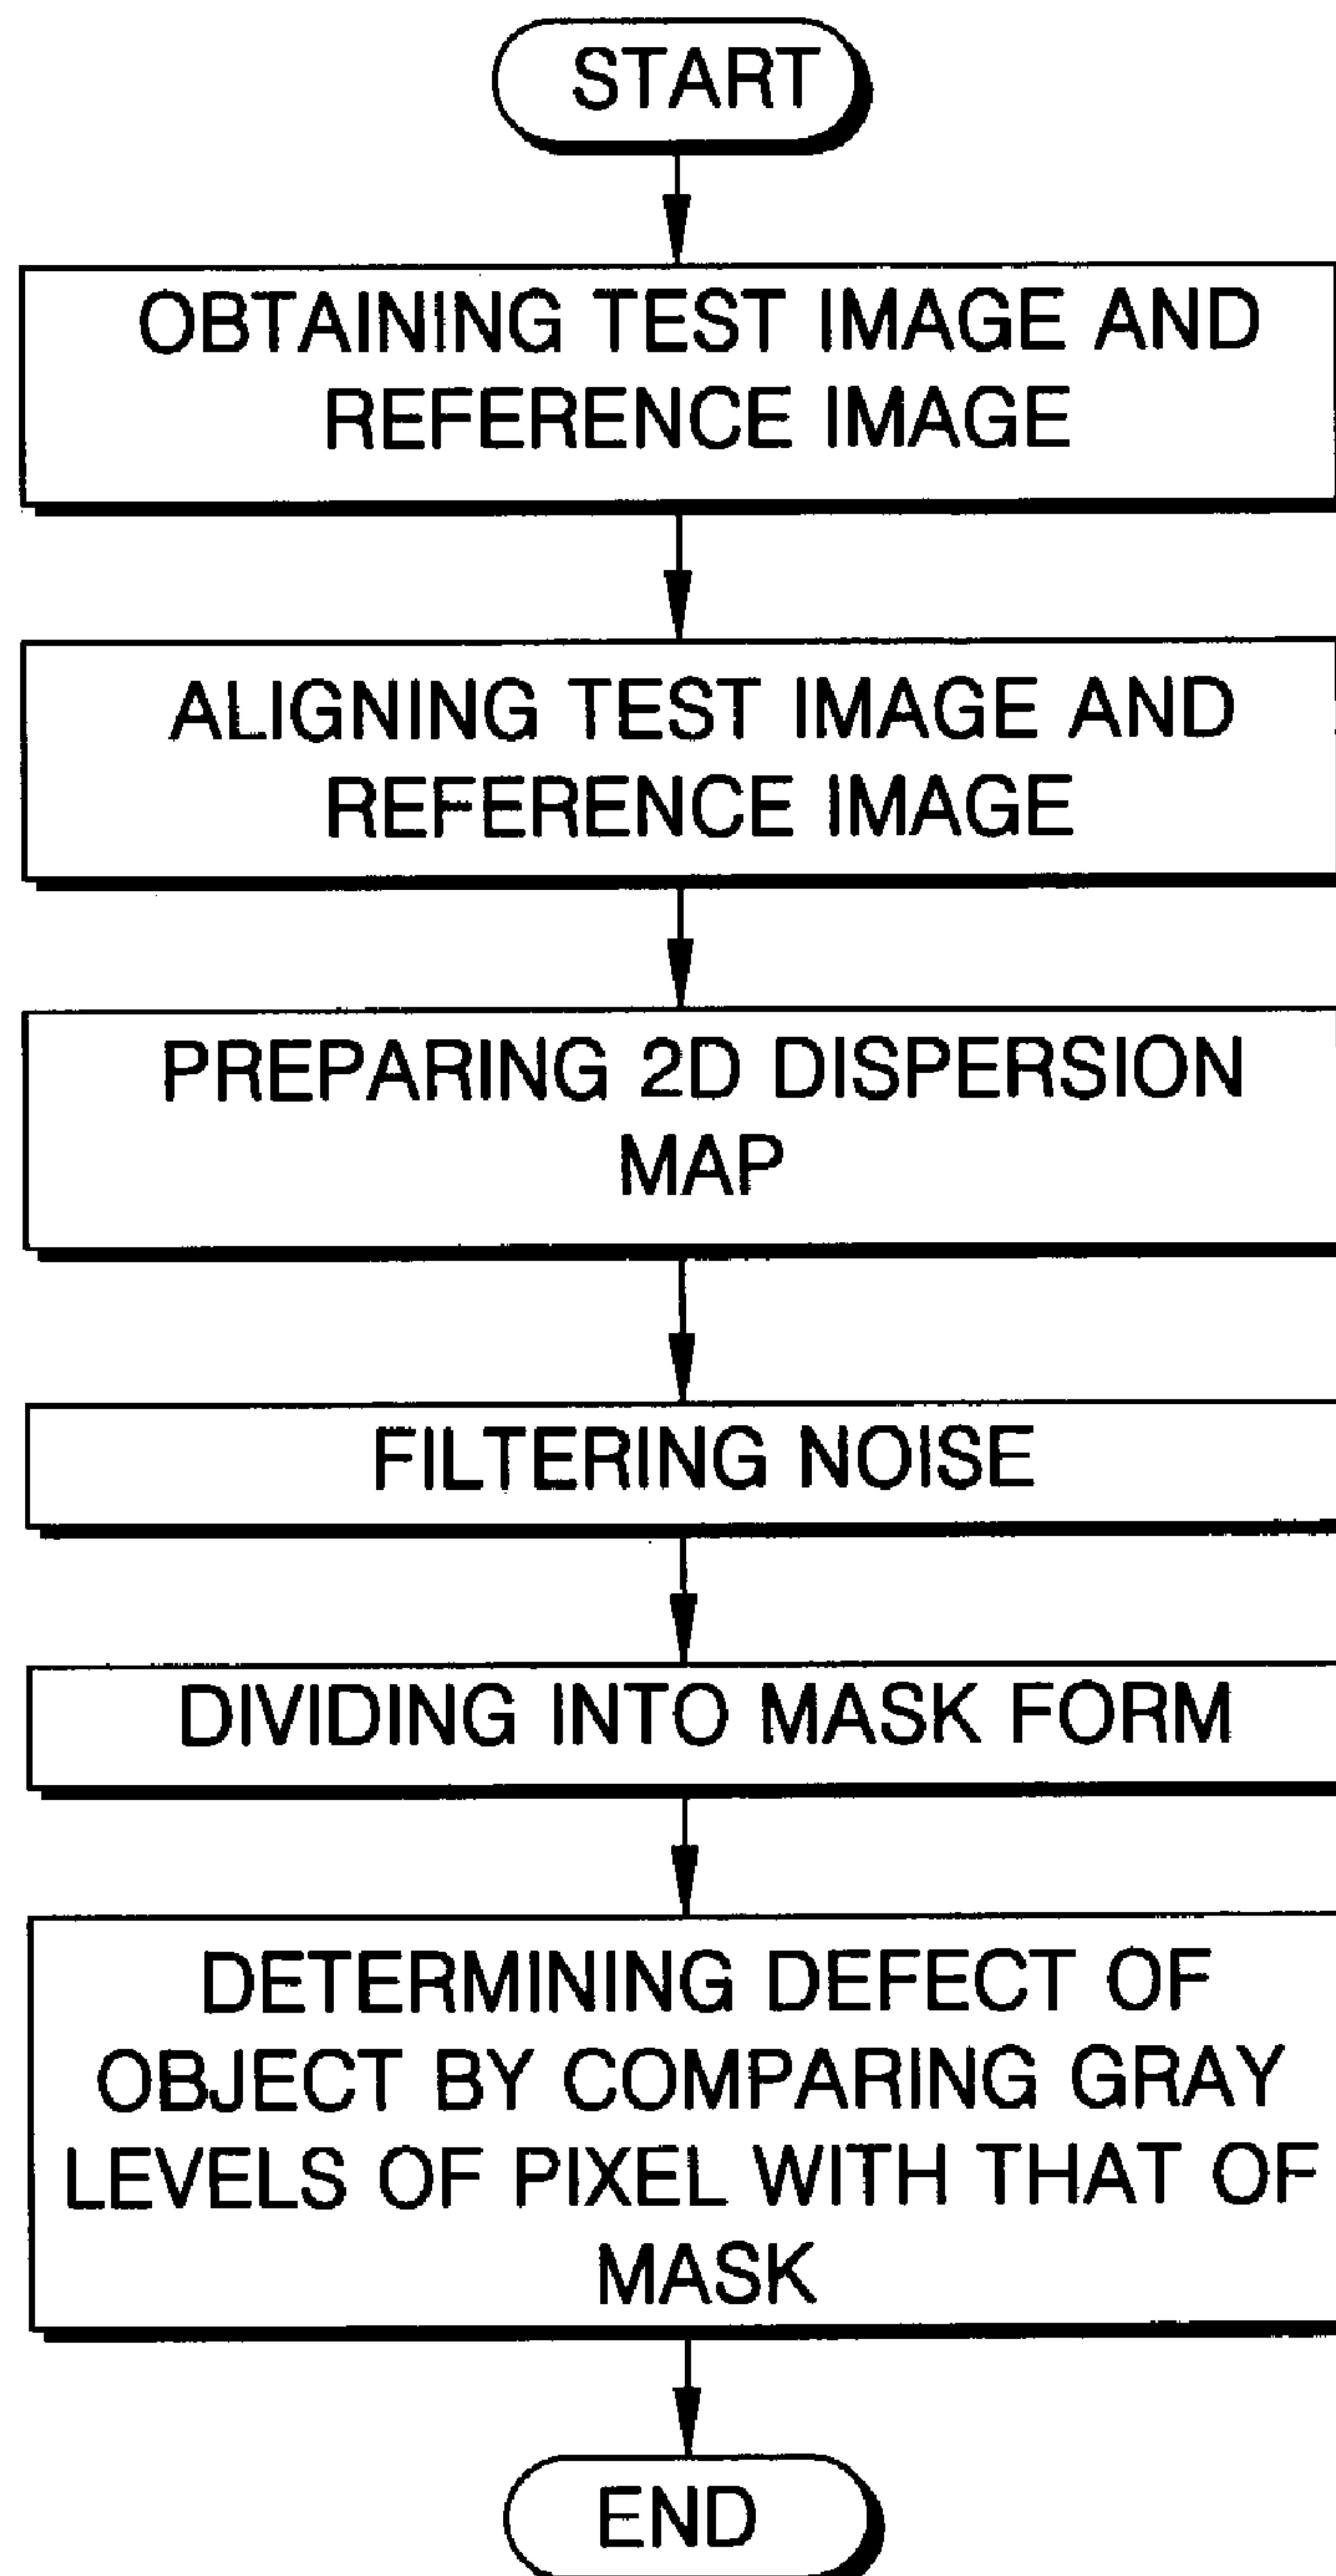 START
OBTAINING TEST IMAGE AND
REFERENCE IMAGE
ALIGNING TEST IMAGE AND
REFERENCE IMAGE
PREPARING 2D DISPERSION
MAP
FILTERING NOISE
DIVIDING INTO MASK FORM
DETERMINING DEFECT OF
OBJECT BY COMPARING GRAY
LEVELS OF PIXEL WITH THAT OF
MASK
END